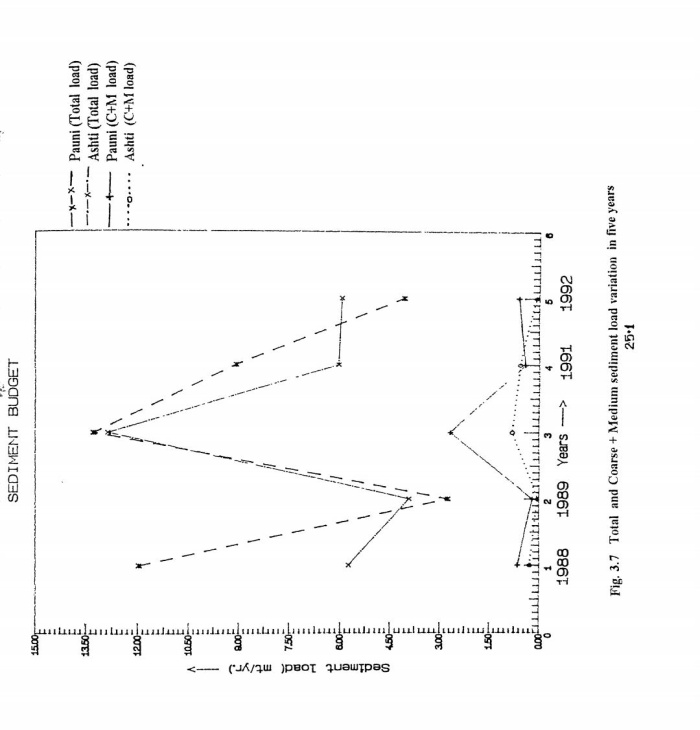 SEDIMENT BUDGET
Pauni (Total load)
Ashti (Total load)
Pauni (C+M load)
Ashti (C+M load)
15.00
13.50
12.00
10.50
9.00
7.50
6.00
4.50
3.00
1.50
0.00
Sediment load( mt/yr.) --->
0 1 2 3 4 5 6
1988 1989 Years ---> 1991 1992
Fig. 3.7 Total and Coarse + Medium sediment load variation in five years
25.1